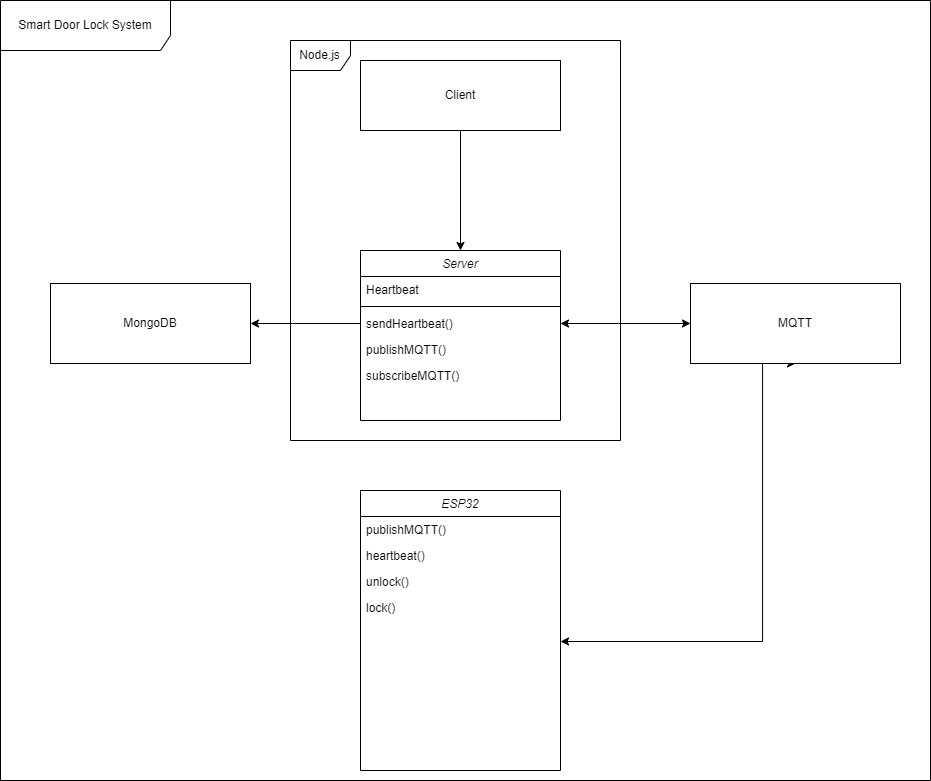 Smart Door Lock System
Node.js
Client
Server
Heartbeat
sendHeartbeat()
publishMQTT()
subscribeMQTT()
MongoDB
MQTT
ESP32
publishMQTT()
heartbeat()
unlock()
lock()